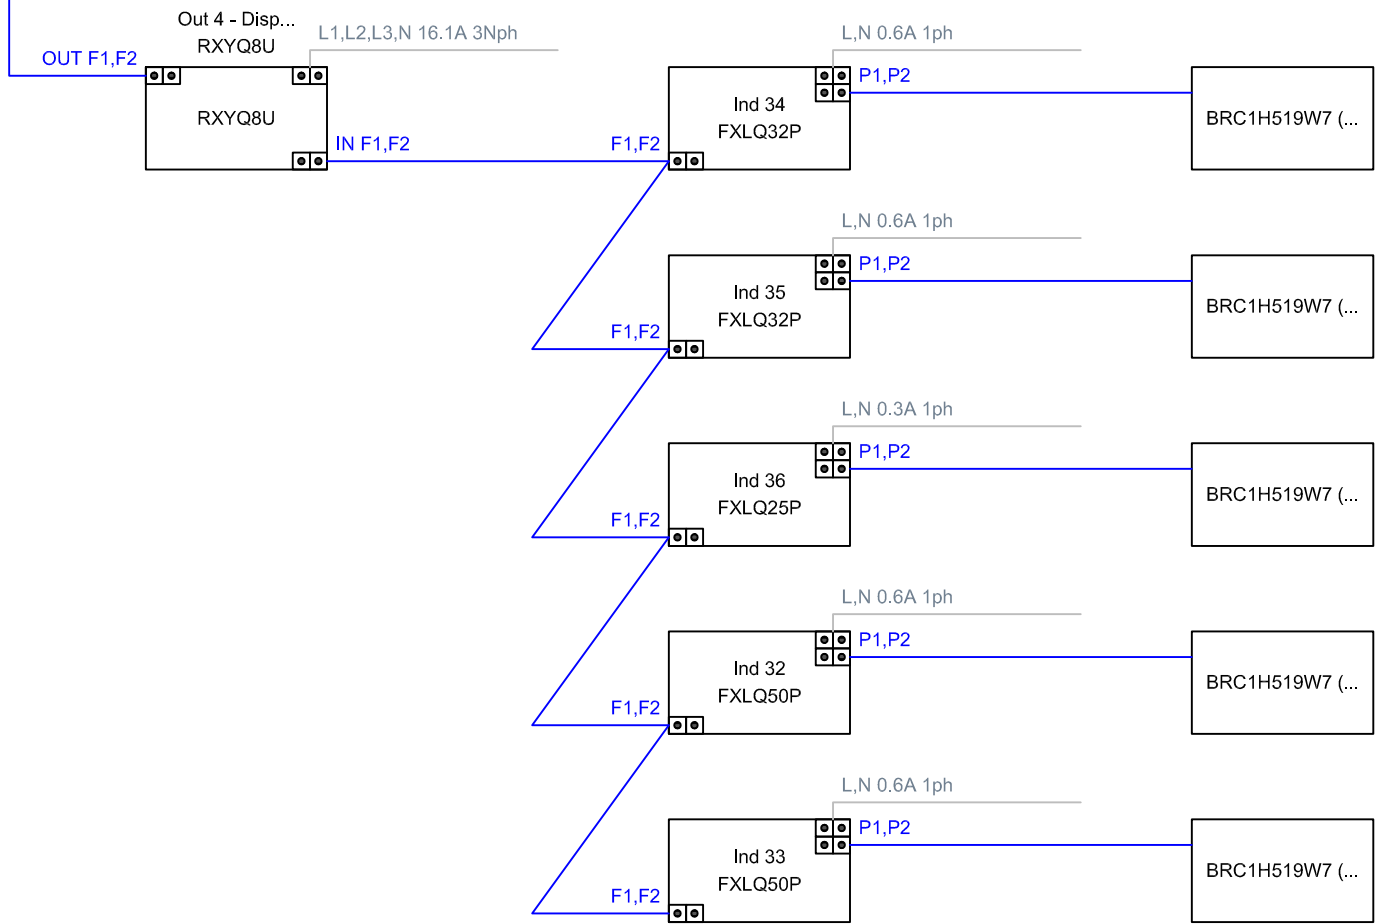 Out 4 - Disp...
RXYQ8U
L1,L2,L3,N 16.1A 3Nph
OUT F1,F2
RXYQ8U
IN F1,F2
L,N 0.6A 1ph
P1,P2
Ind 34
FXLQ32P
F1,F2
BRC1H519W7 (...
L,N 0.6A 1ph
P1,P2
Ind 35
FXLQ32P
F1,F2
BRC1H519W7 (...
L,N 0.3A 1ph
P1,P2
Ind 36
FXLQ25P
F1,F2
BRC1H519W7 (...
L,N 0.6A 1ph
P1,P2
Ind 32
FXLQ50P
F1,F2
BRC1H519W7 (...
L,N 0.6A 1ph
P1,P2
Ind 33
FXLQ50P
F1,F2
BRC1H519W7 (...